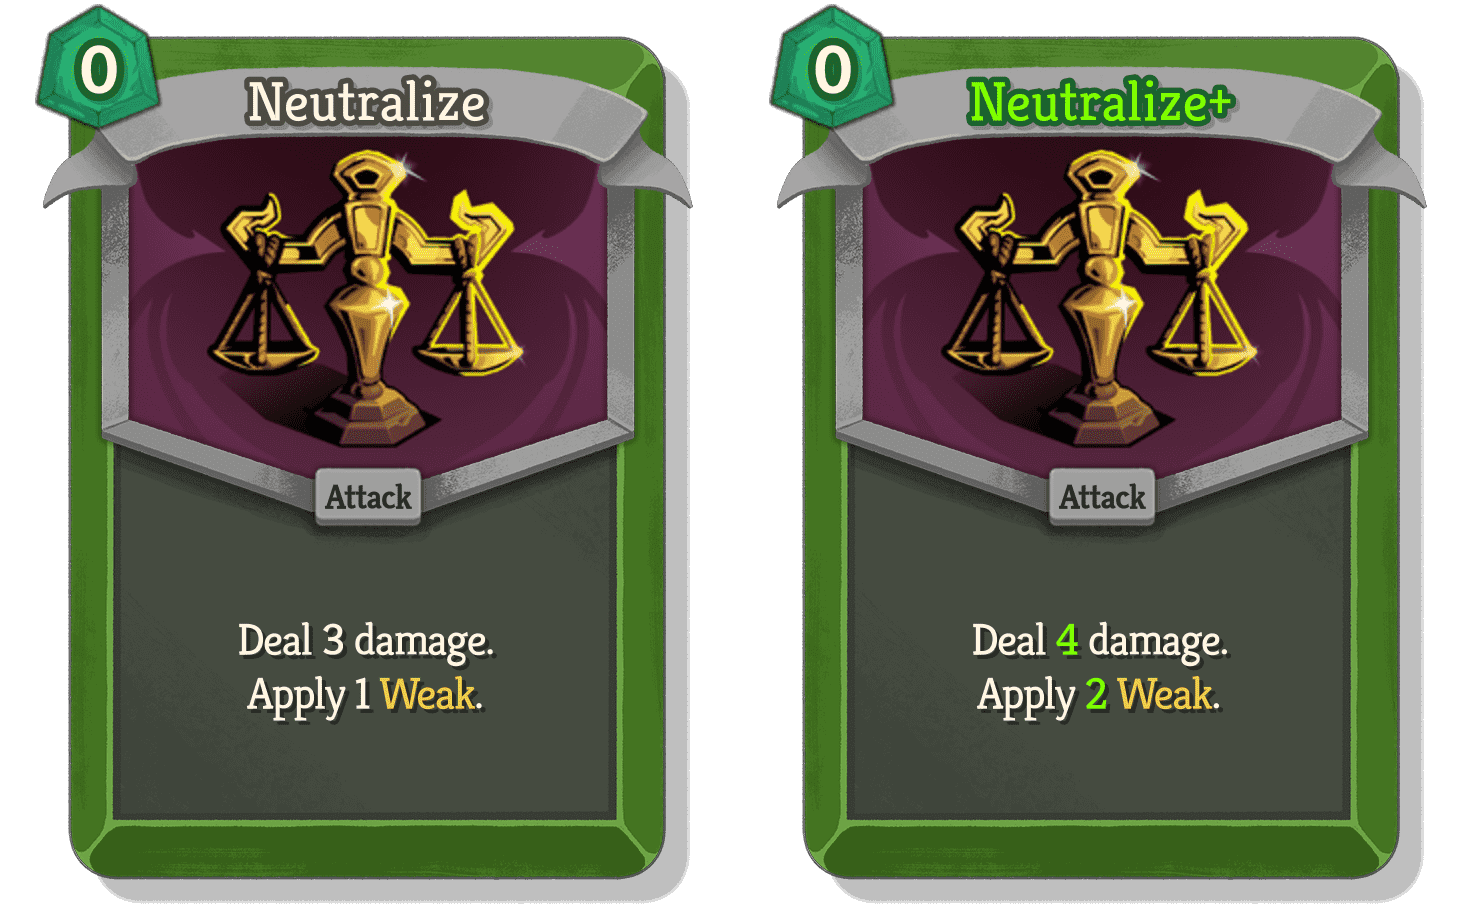 0
Neutralize
Attack
Deal 3 damage.
Apply 1 Weak.
0
Neutralize+
Attack
Deal 4 damage.
Apply 2 Weak.